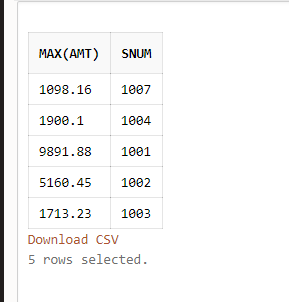 MAX(AMT) SNUM
1098.16 1007
1900.1 1004
9891.88 1001
5160.45 1002
1713.23 1003
Download CSV
5 rows selected.